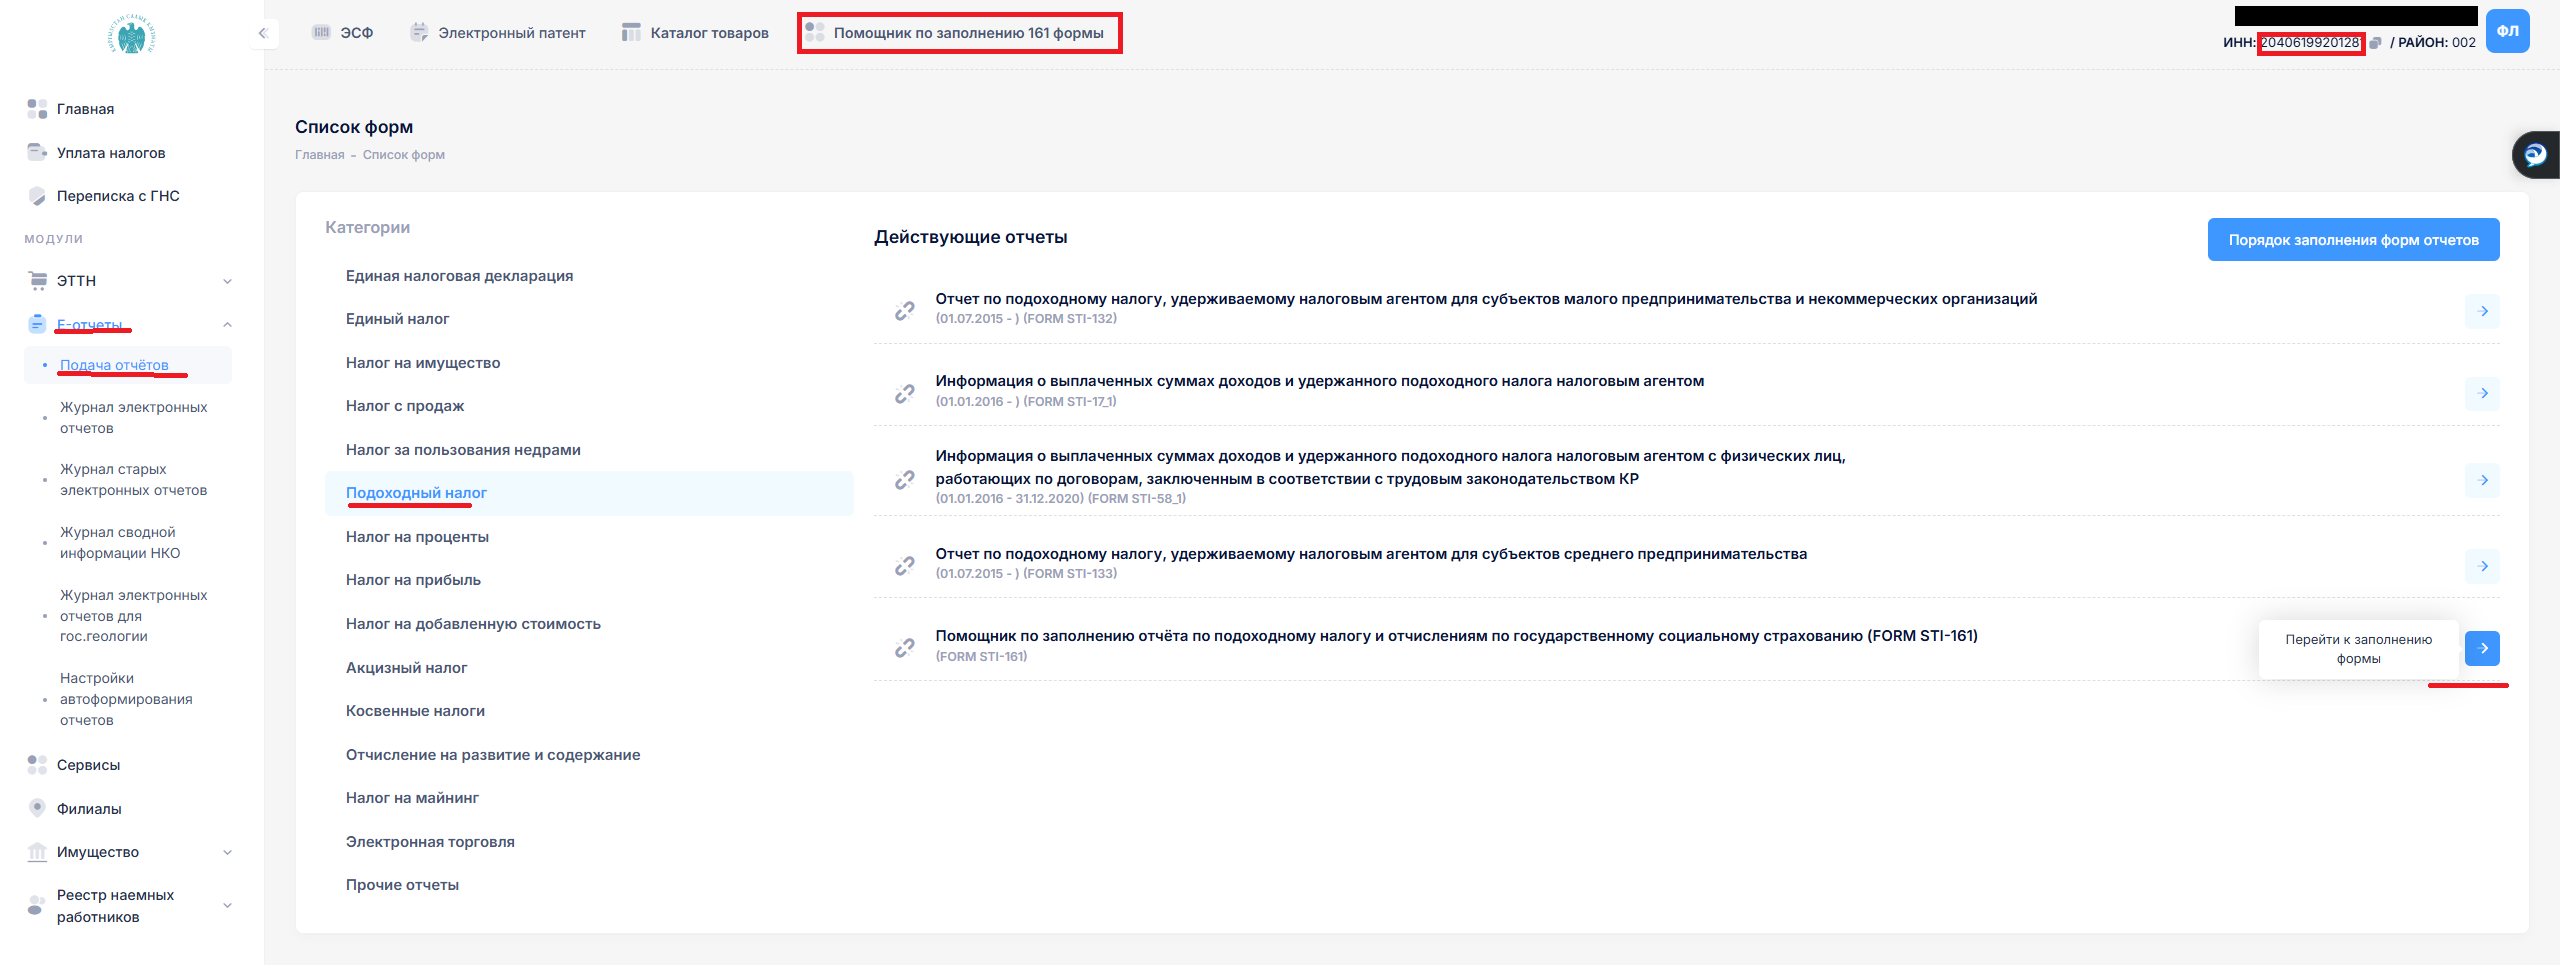 ЭСФ
Электронный патент
Каталог товаров
Помощник по заполнению 161 формы
ИНН: 20406199201281 / РАЙОН: 002
ФЛ
Главная
Уплата налогов
Переписка с ГНС
МОДУЛИ
ЭТТН
Е-отчеты
Подача отчётов
Журнал электронных
отчетов
Журнал старых
электронных отчетов
Журнал сводной
информации НКО
Журнал электронных
отчетов для
гос.геологии
Настройки
автоформирования
отчетов
Сервисы
Филиалы
Имущество
Реестр наемных
работников
Список форм
Главная - Список форм
Категории
Единая налоговая декларация
Единый налог
Налог на имущество
Налог с продаж
Налог за пользования недрами
Подоходный налог
Налог на проценты
Налог на прибыль
Налог на добавленную стоимость
Акцизный налог
Косвенные налоги
Отчисление на развитие и содержание
Налог на майнинг
Электронная торговля
Прочие отчеты
Действующие отчеты
Порядок заполнения форм отчетов
Отчет по подоходному налогу, удерживаемому налоговым агентом для субъектов малого предпринимательства и некоммерческих организаций
(01.07.2015 - ) (FORM STI-132)
Информация о выплаченных суммах доходов и удержанного подоходного налога налоговым агентом
(01.01.2016 - ) (FORM STI-17_1)
Информация о выплаченных суммах доходов и удержанного подоходного налога налоговым агентом с физических лиц,
работающих по договорам, заключенным в соответствии с трудовым законодательством КР
(01.01.2016 - 31.12.2020) (FORM STI-58_1)
Отчет по подоходному налогу, удерживаемому налоговым агентом для субъектов среднего предпринимательства
(01.07.2015 - ) (FORM STI-133)
Помощник по заполнению отчёта по подоходному налогу и отчислениям по государственному социальному страхованию (FORM STI-161)
(FORM STI-161)
Перейти к заполнению
формы